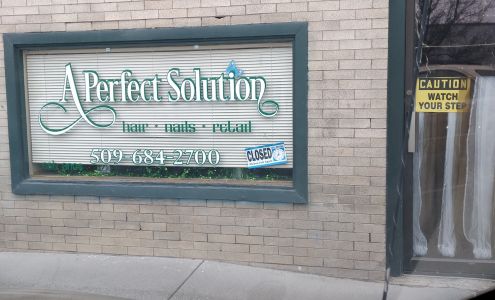 A Perfect Solution
hair • nails • retail
509-684-2700
CLOSED
CAUTION
WATCH
YOUR STEP